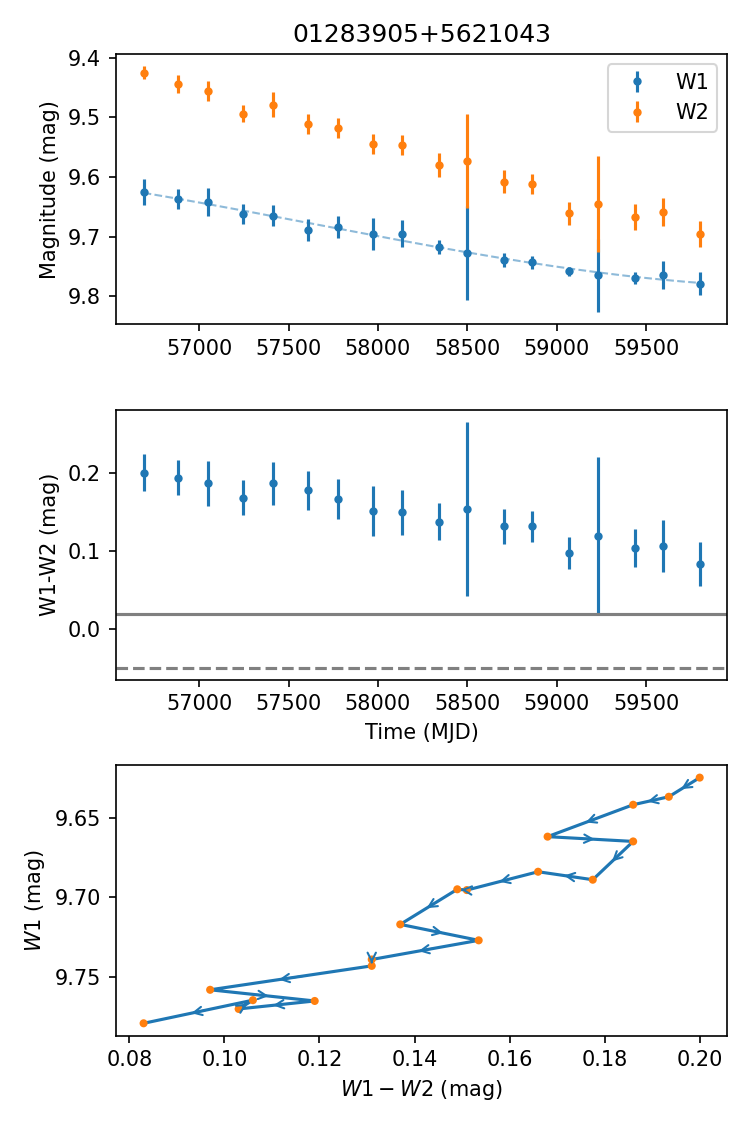 01283905+5621043
9.4
9.5
9.6
9.7
9.8
Magnitude (mag)
W1
W2
57000 57500 58000 58500 59000 59500
0.2
0.1
0.0
W1-W2 (mag)
57000 57500 58000 58500 59000 59500
Time (MJD)
9.65
9.70
9.75
W1 (mag)
0.08 0.10 0.12 0.14 0.16 0.18 0.20
W1 − W2 (mag)